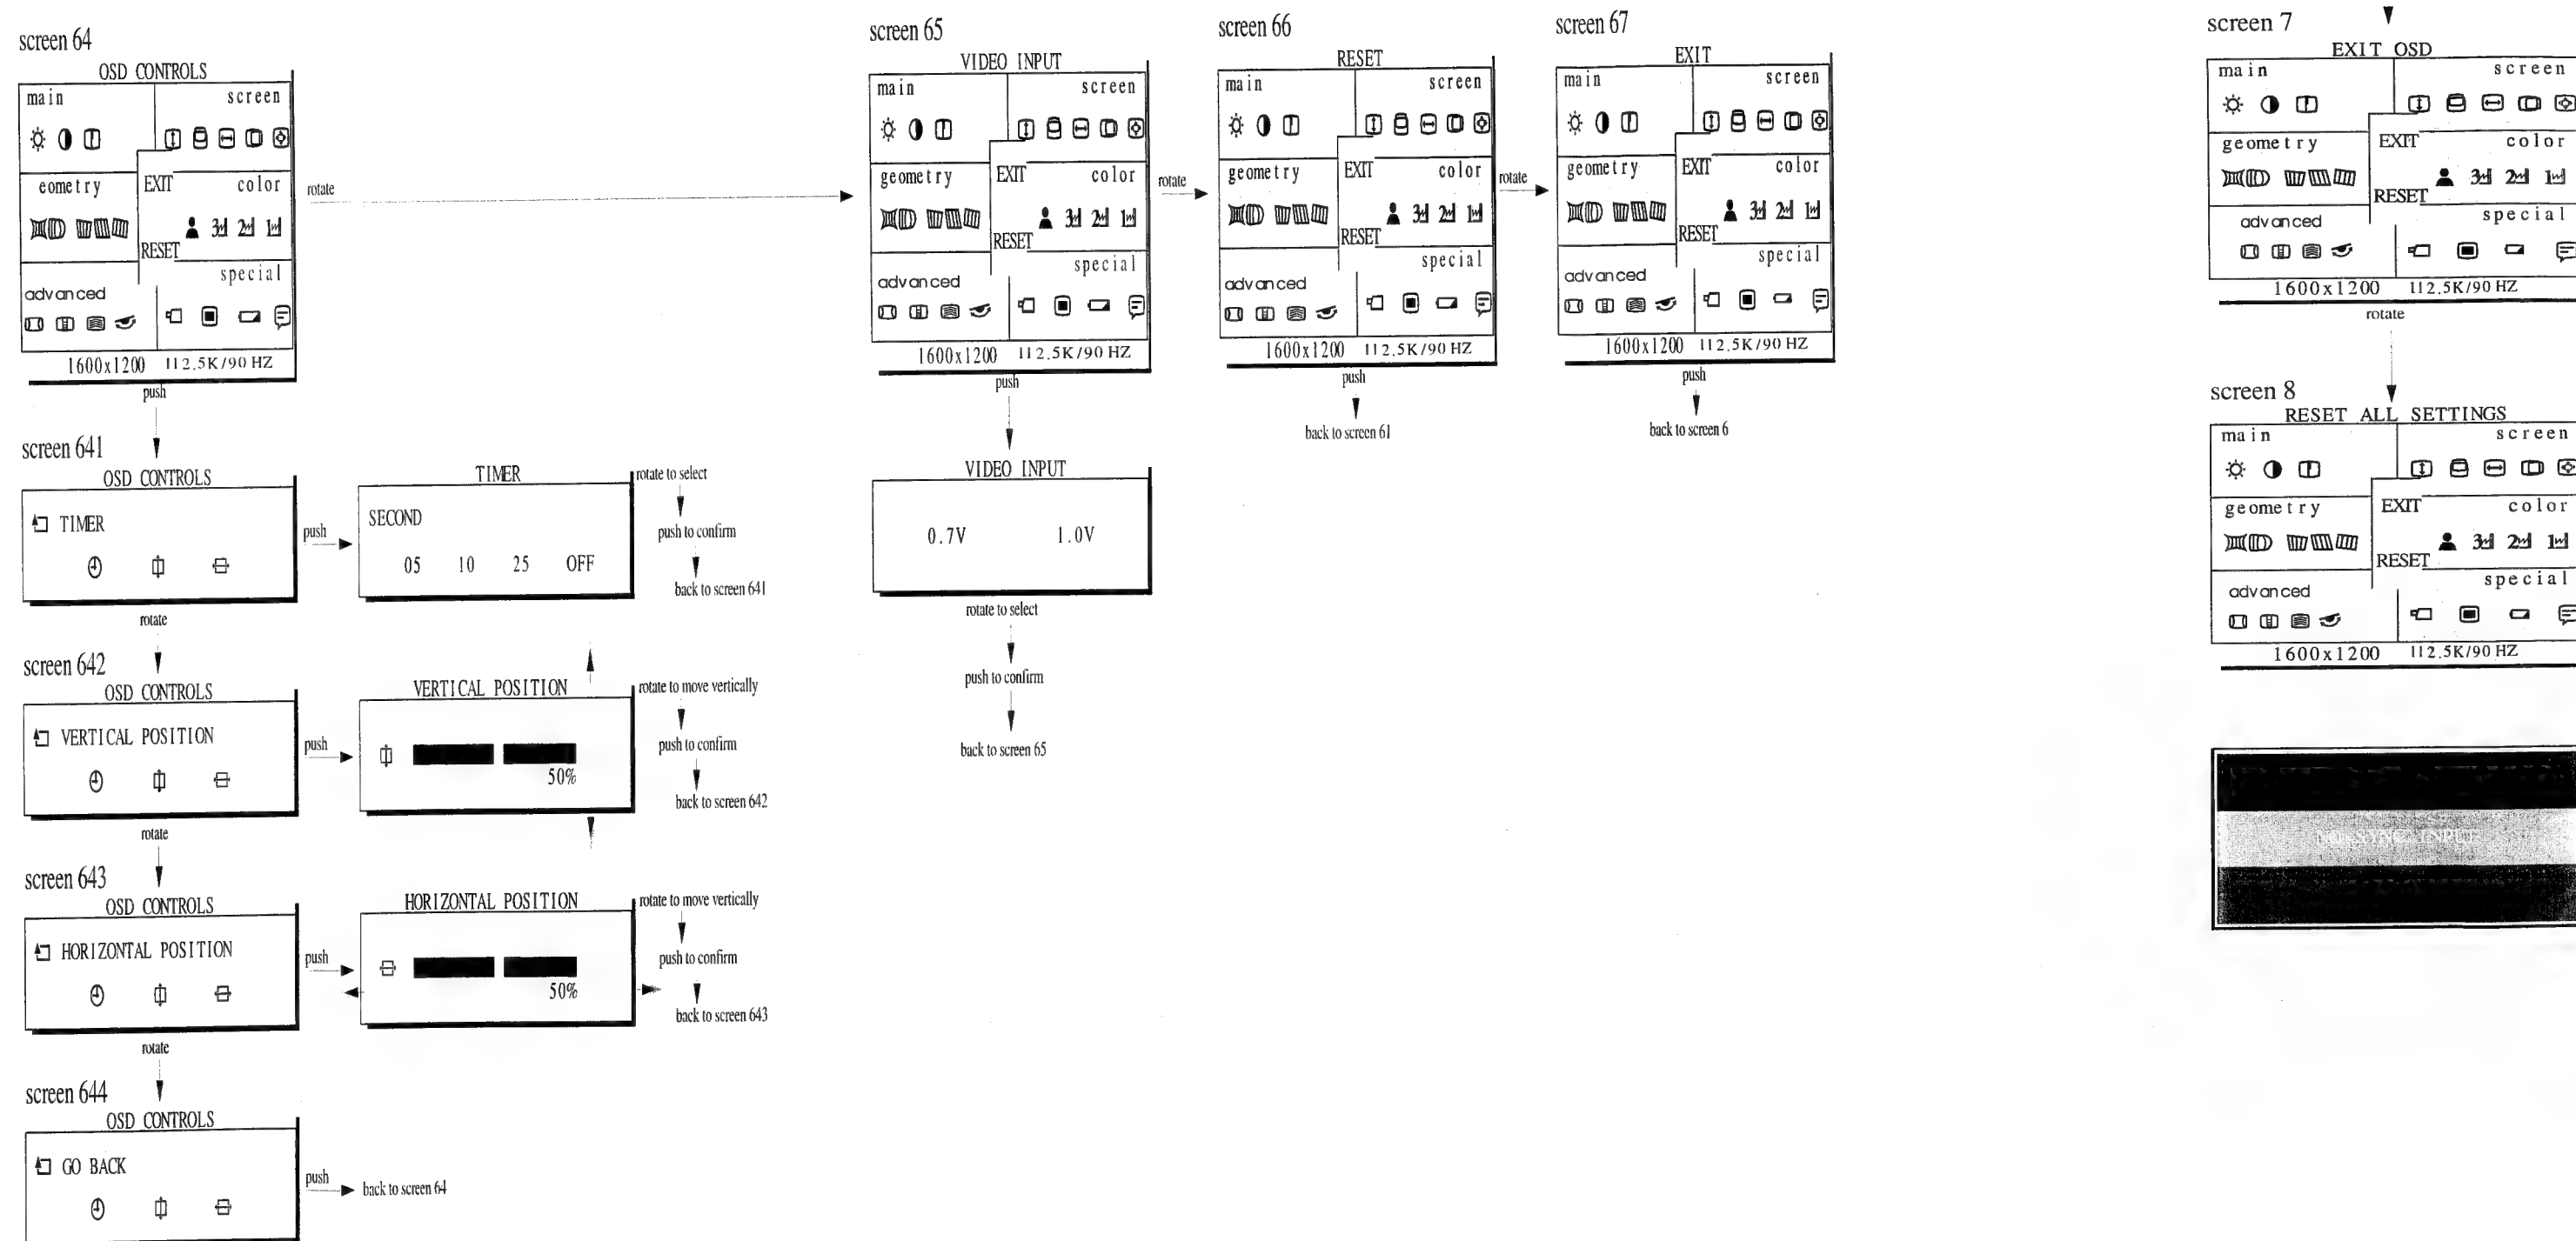 screen 64
OSD CONTROLS
main screen
eometry EXIT color
RESET
special
advanced
1600x1200 112.5K/90 HZ
push
rotate
screen 65
VIDEO INPUT
main screen
geometry EXIT color
RESET
special
advanced
1600x1200 112.5K/90 HZ
push
rotate
screen 66
RESET
main screen
geometry EXIT color
RESET
special
advanced
1600x1200 112.5K/90 HZ
push
back to screen 61
rotate
screen 67
EXIT
main screen
geometry EXIT color
RESET
special
advanced
1600x1200 112.5K/90 HZ
push
back to screen 6
screen 7
EXIT OSD
main screen
geometry EXIT color
RESET
special
advanced
1600x1200 112.5K/90 HZ
rotate
screen 8
RESET ALL SETTINGS
main screen
geometry EXIT color
RESET
special
advanced
1600x1200 112.5K/90 HZ
NO SYNC INPUT
screen 641
OSD CONTROLS
TIMER
push
TIMER
SECOND
05 10 25 OFF
rotate to select
push to confirm
back to screen 641
rotate
VIDEO INPUT
0.7V 1.0V
rotate to select
push to confirm
back to screen 65
screen 642
OSD CONTROLS
VERTICAL POSITION
push
VERTICAL POSITION
50%
rotate to move vertically
push to confirm
back to screen 642
rotate
screen 643
OSD CONTROLS
HORIZONTAL POSITION
push
HORIZONTAL POSITION
50%
rotate to move vertically
push to confirm
back to screen 643
rotate
screen 644
OSD CONTROLS
GO BACK
push
back to screen 64